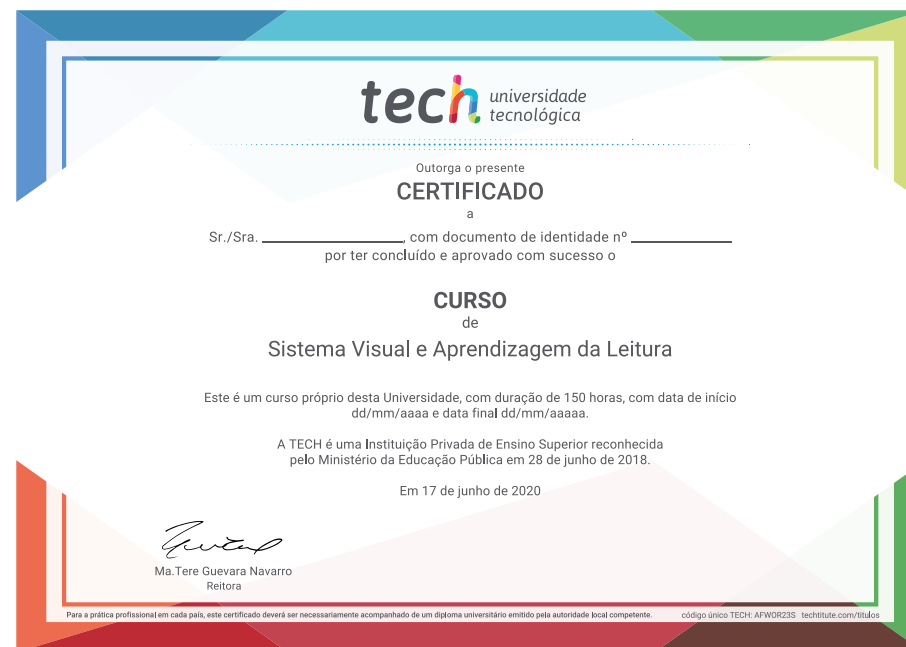 tech universidade
tecnológica
Outorga o presente
CERTIFICADO
a
Sr./Sra. ____________________, com documento de identidade nº ______________
por ter concluído e aprovado com sucesso o
CURSO
de
Sistema Visual e Aprendizagem da Leitura
Este é um curso próprio desta Universidade, com duração de 150 horas, com data de início
dd/mm/aaaa e data final dd/mm/aaaaa.
A TECH é uma Instituição Privada de Ensino Superior reconhecida
pelo Ministério da Educação Pública em 28 de junho de 2018.
Em 17 de junho de 2020
Ma.Tere Guevara Navarro
Reitora
Para a prática profissional em cada país, este certificado deverá ser necessariamente acompanhado de um diploma universitário emitido pela autoridade local competente. código único TECH: AFWOR23S techtitute.com/titulos